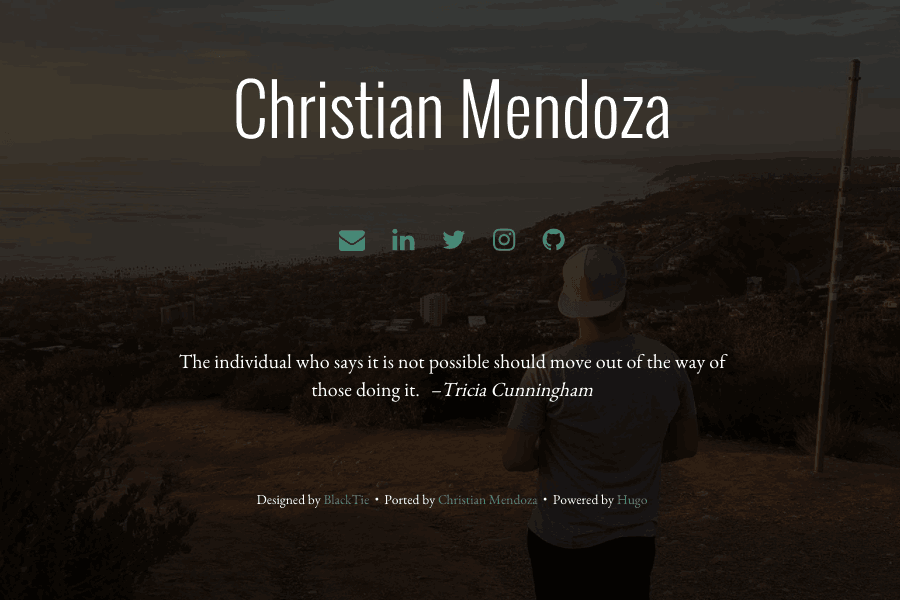 Christian Mendoza
The individual who says it is not possible should move out of the way of
those doing it. –Tricia Cunningham
Designed by BlackTie • Ported by Christian Mendoza • Powered by Hugo